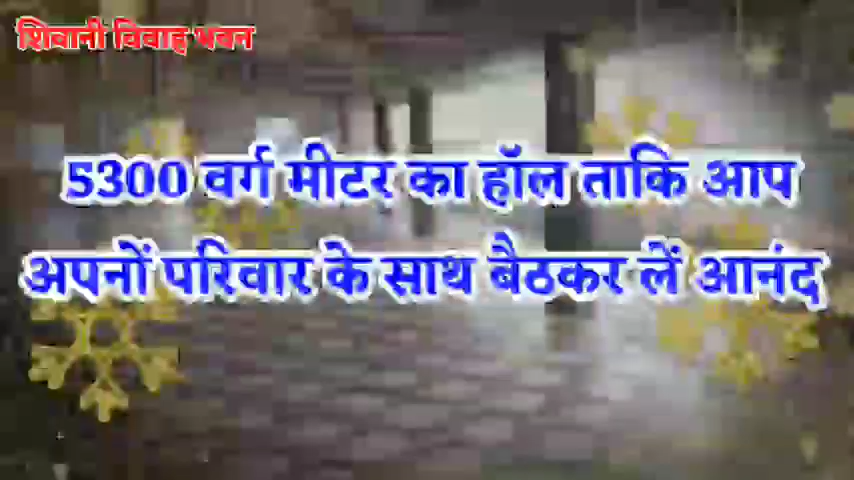 शिवानी विवाह भवन
5300 वर्ग मीटर का हॉल ताकि आप
अपनों परिवार के साथ बैठकर लें आनंद